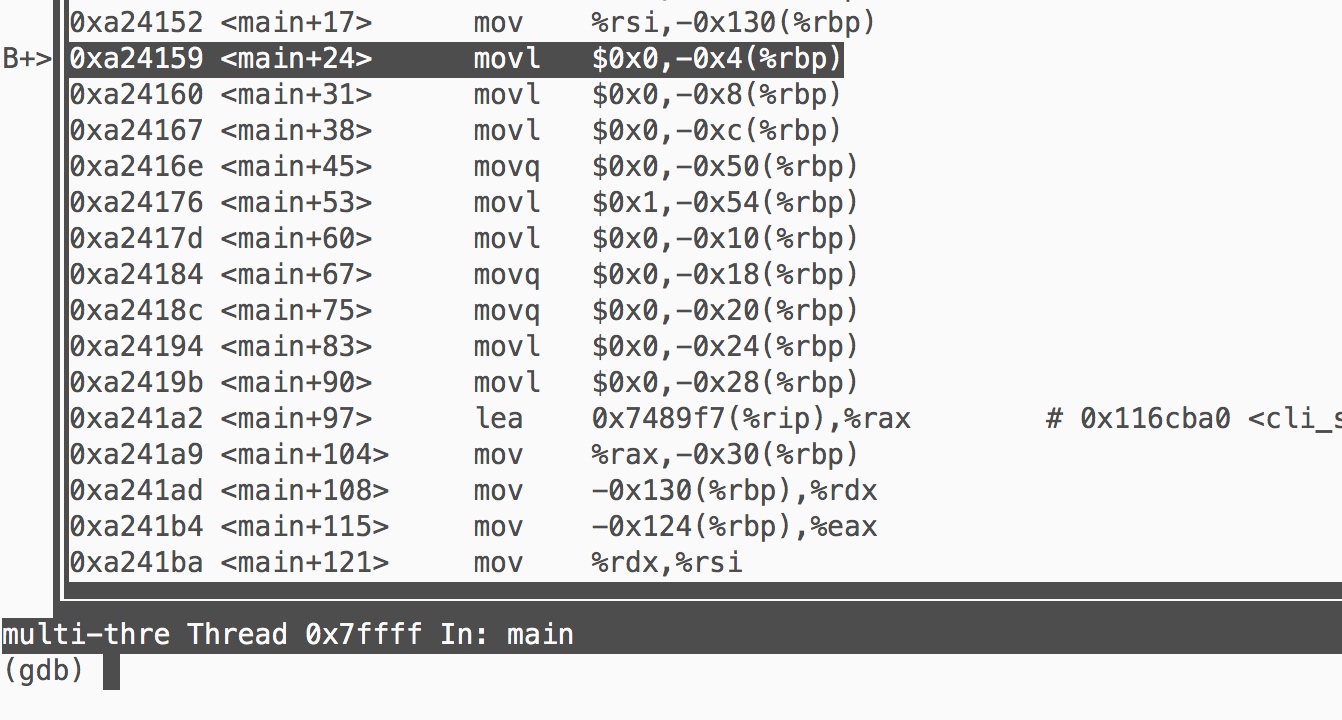 0xa24152 <main+17> mov %rsi,-0x130(%rbp)
B+> 0xa24159 <main+24> movl $0x0,-0x4(%rbp)
0xa24160 <main+31> movl $0x0,-0x8(%rbp)
0xa24167 <main+38> movl $0x0,-0xc(%rbp)
0xa2416e <main+45> movq $0x0,-0x50(%rbp)
0xa24176 <main+53> movl $0x1,-0x54(%rbp)
0xa2417d <main+60> movl $0x0,-0x10(%rbp)
0xa24184 <main+67> movq $0x0,-0x18(%rbp)
0xa2418c <main+75> movq $0x0,-0x20(%rbp)
0xa24194 <main+83> movl $0x0,-0x24(%rbp)
0xa2419b <main+90> movl $0x0,-0x28(%rbp)
0xa241a2 <main+97> lea 0x7489f7(%rip),%rax # 0x116cba0 <cli_s
0xa241a9 <main+104> mov %rax,-0x30(%rbp)
0xa241ad <main+108> mov -0x130(%rbp),%rdx
0xa241b4 <main+115> mov -0x124(%rbp),%eax
0xa241ba <main+121> mov %rdx,%rsi
multi-thre Thread 0x7ffff In: main
(gdb)